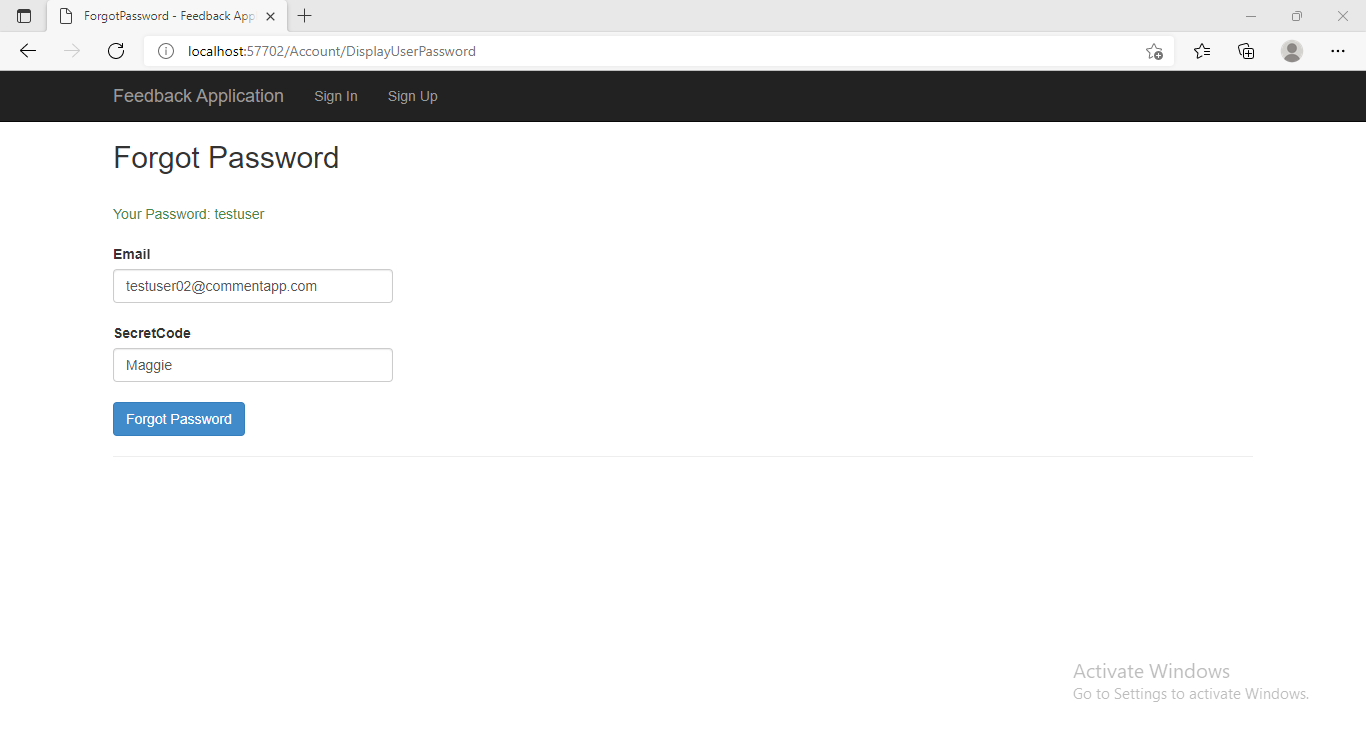 ForgotPassword - Feedback App
localhost:57702/Account/DisplayUserPassword
Feedback Application Sign In Sign Up
Forgot Password
Your Password: testuser
Email
testuser02@commentapp.com
SecretCode
Maggie
Forgot Password
Activate Windows
Go to Settings to activate Windows.